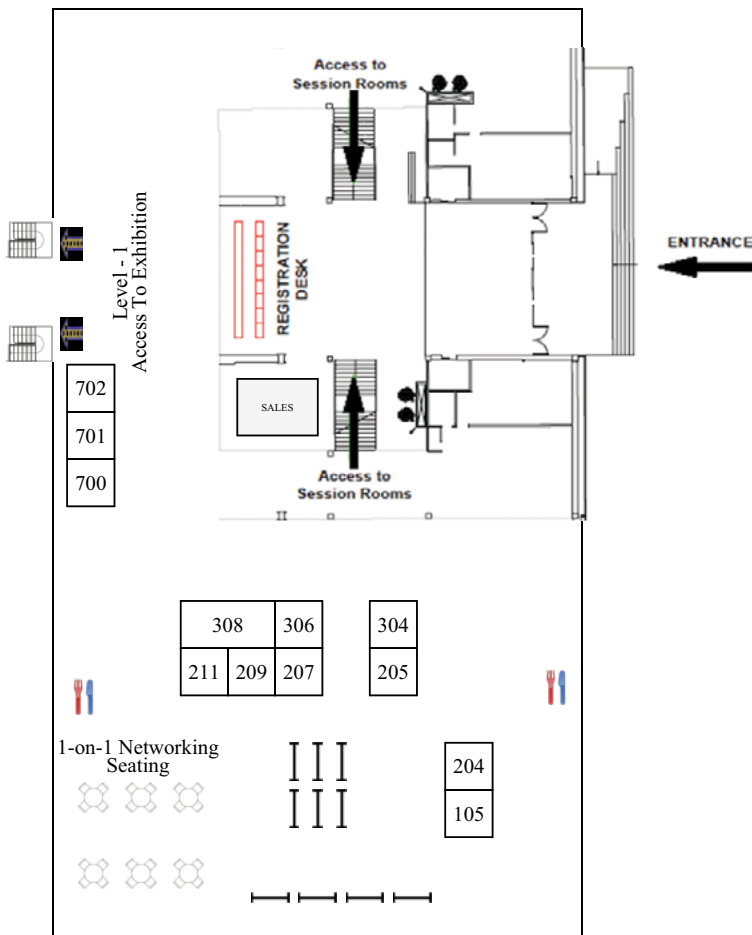 Access to
Session Rooms
ENTRANCE
Level - 1
Access To Exhibition
REGISTRATION
DESK
702
701
700
SALES
Access to
Session Rooms
308
306
304
211
209
207
205
1-on-1 Networking
Seating
204
105